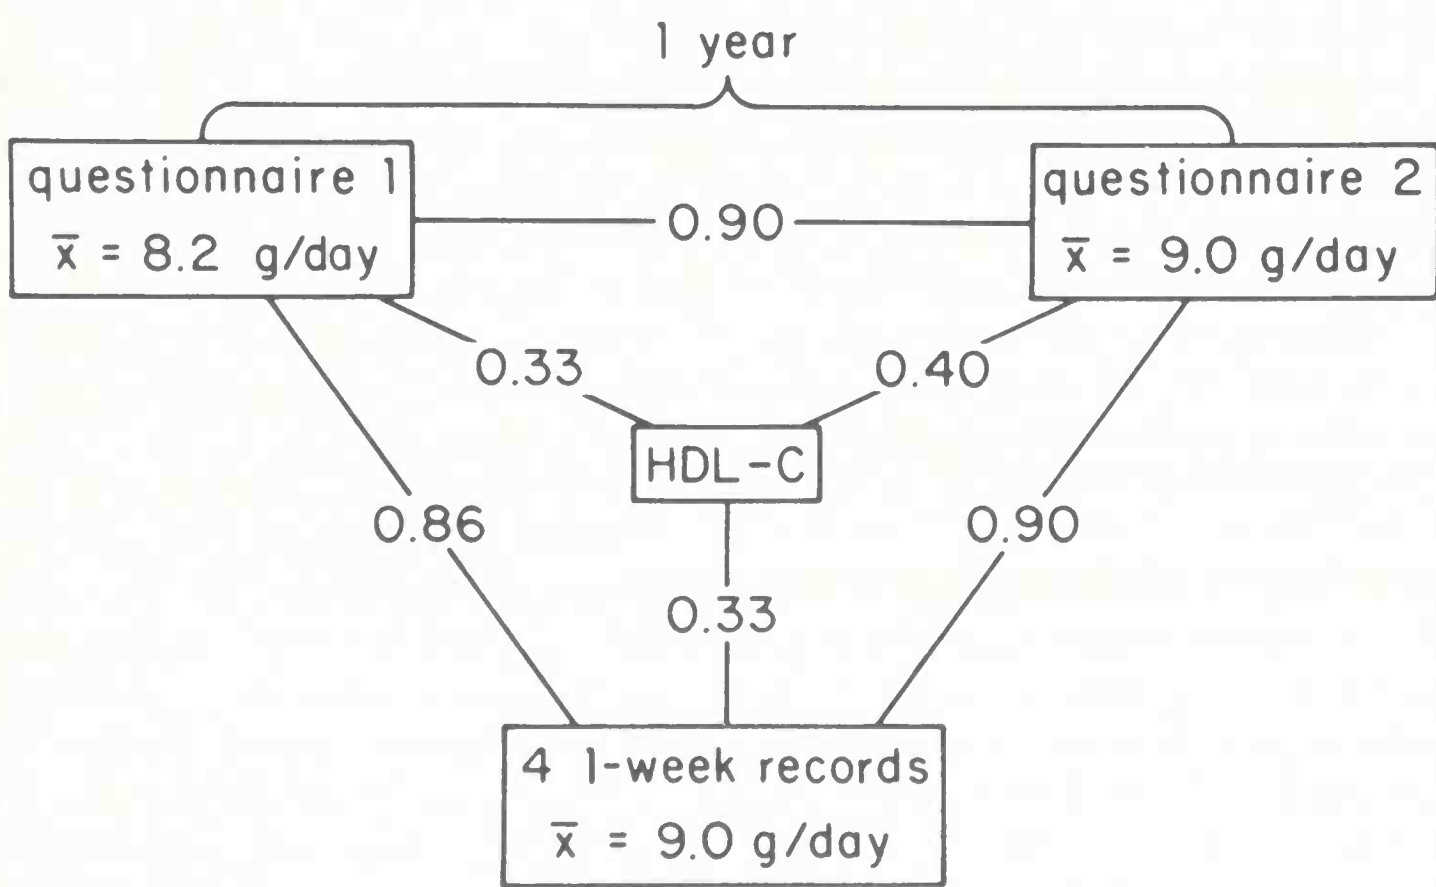 1 year
questionnaire 1
x̅ = 8.2 g/day
0.90
questionnaire 2
x̅ = 9.0 g/day
0.33
0.40
HDL-C
0.86
0.90
0.33
4 1-week records
x̅ = 9.0 g/day